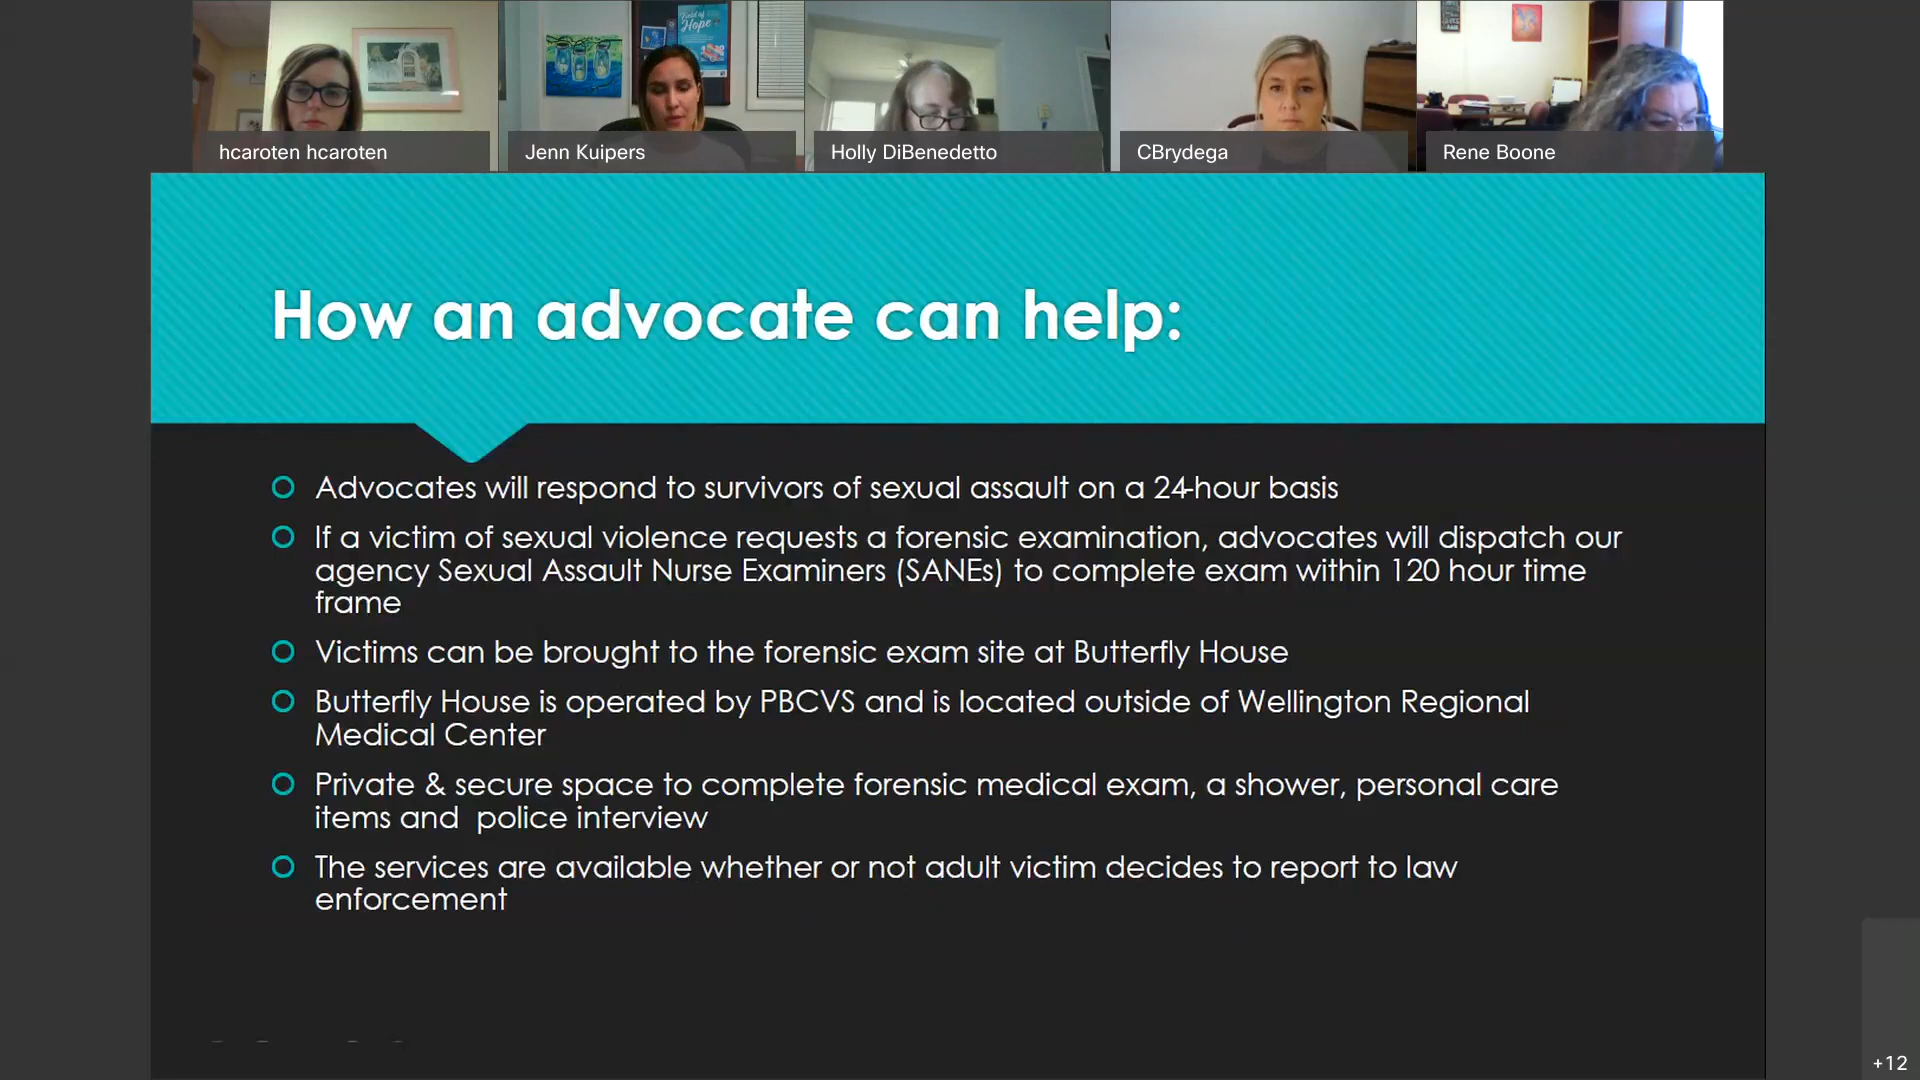 Hope
hcaroten hcaroten
Jenn Kuipers
Holly DiBenedetto
CBrydega
Rene Boone
How an advocate can help:
Advocates will respond to survivors of sexual assault on a 24-hour basis
If a victim of sexual violence requests a forensic examination, advocates will dispatch our
agency Sexual Assault Nurse Examiners (SANEs) to complete exam within 120 hour time
frame
Victims can be brought to the forensic exam site at Butterfly House
Butterfly House is operated by PBCVS and is located outside of Wellington Regional
Medical Center
Private & secure space to complete forensic medical exam, a shower, personal care
items and  police interview
The services are available whether or not adult victim decides to report to law
enforcement
+12